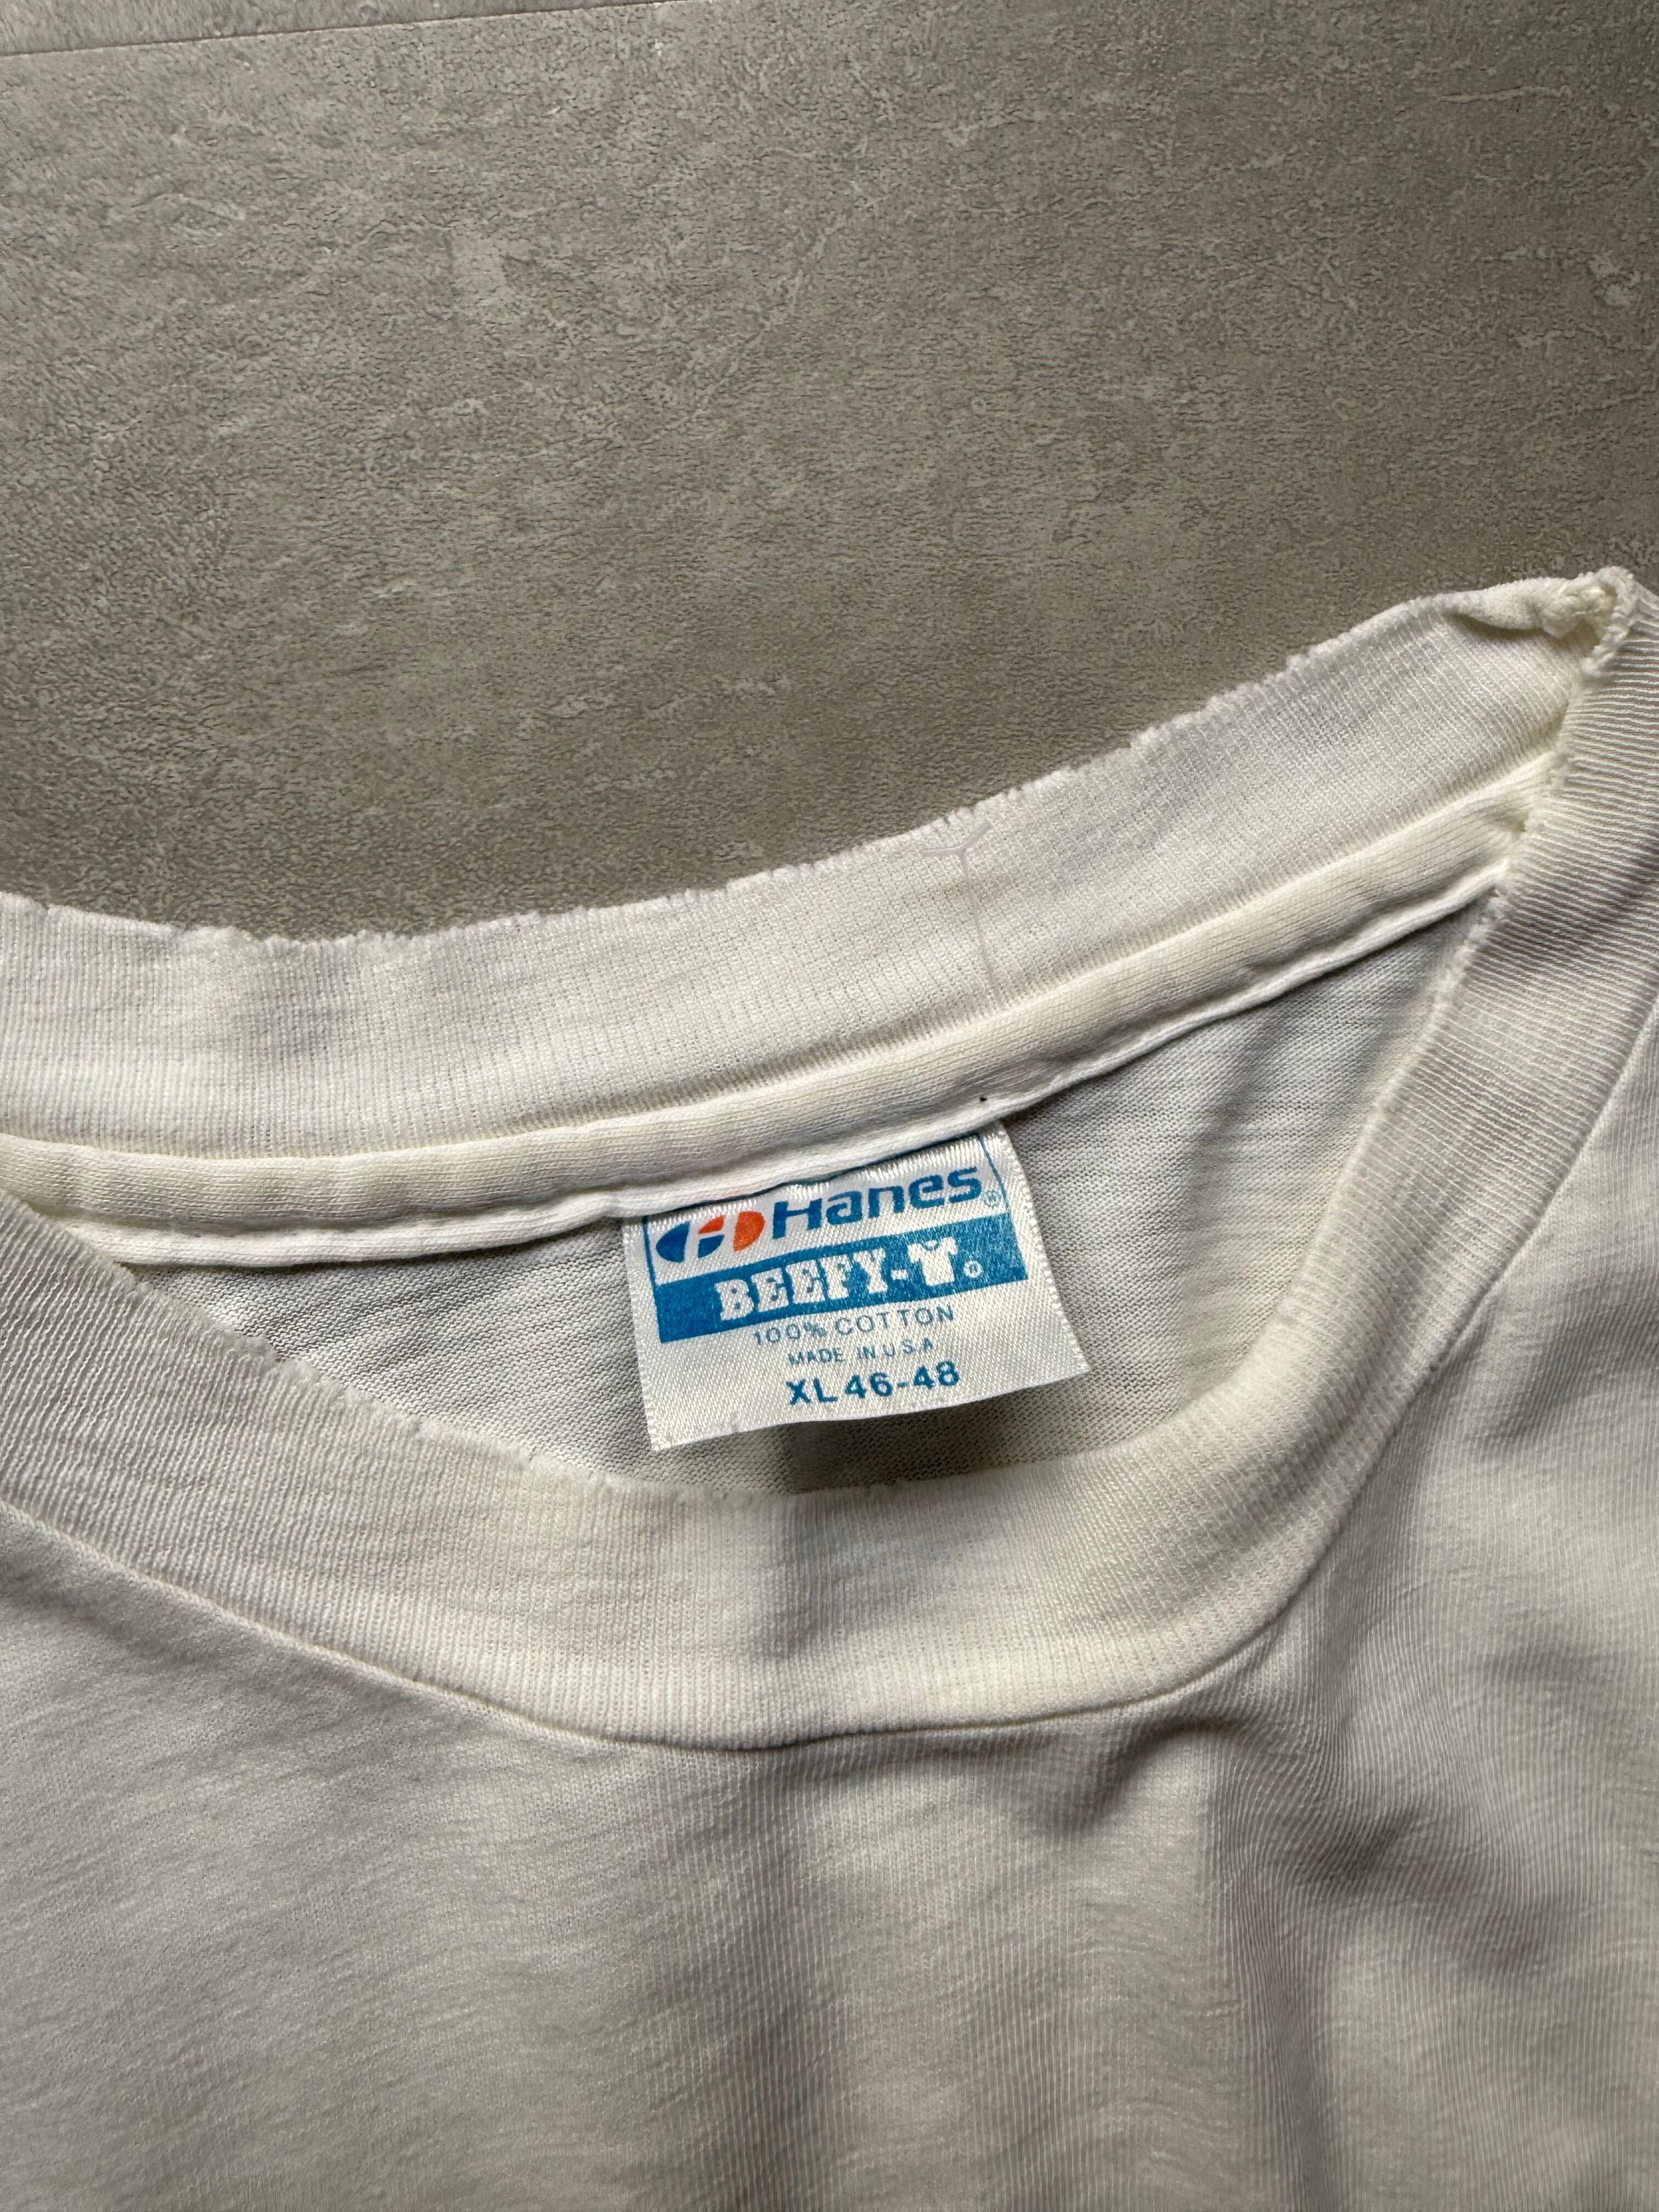 Hanes®
BEEFY-T®
100% COTTON
MADE IN U.S.A
XL 46-48